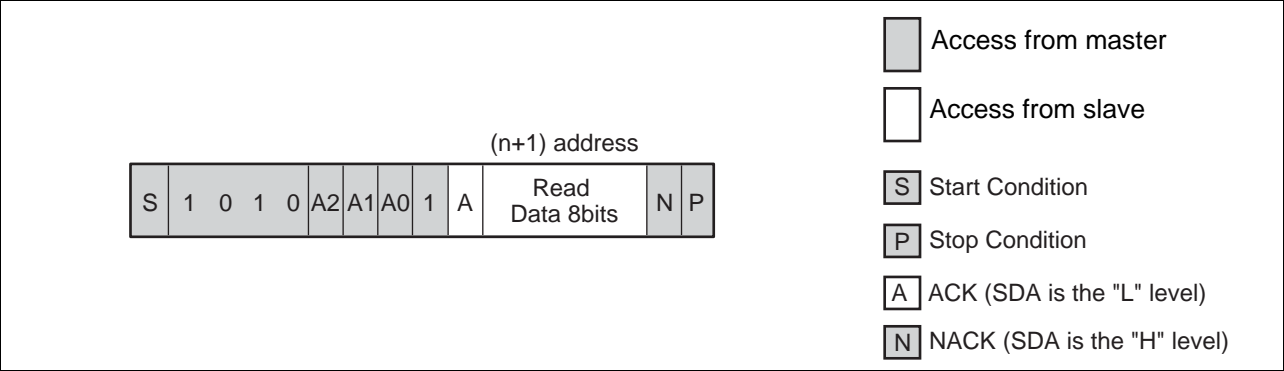 (n+1) address
S 1 0 1 0 A2 A1 A0 1 A Read Data 8bits N P
Access from master
Access from slave
S Start Condition
P Stop Condition
A ACK (SDA is the "L" level)
N NACK (SDA is the "H" level)